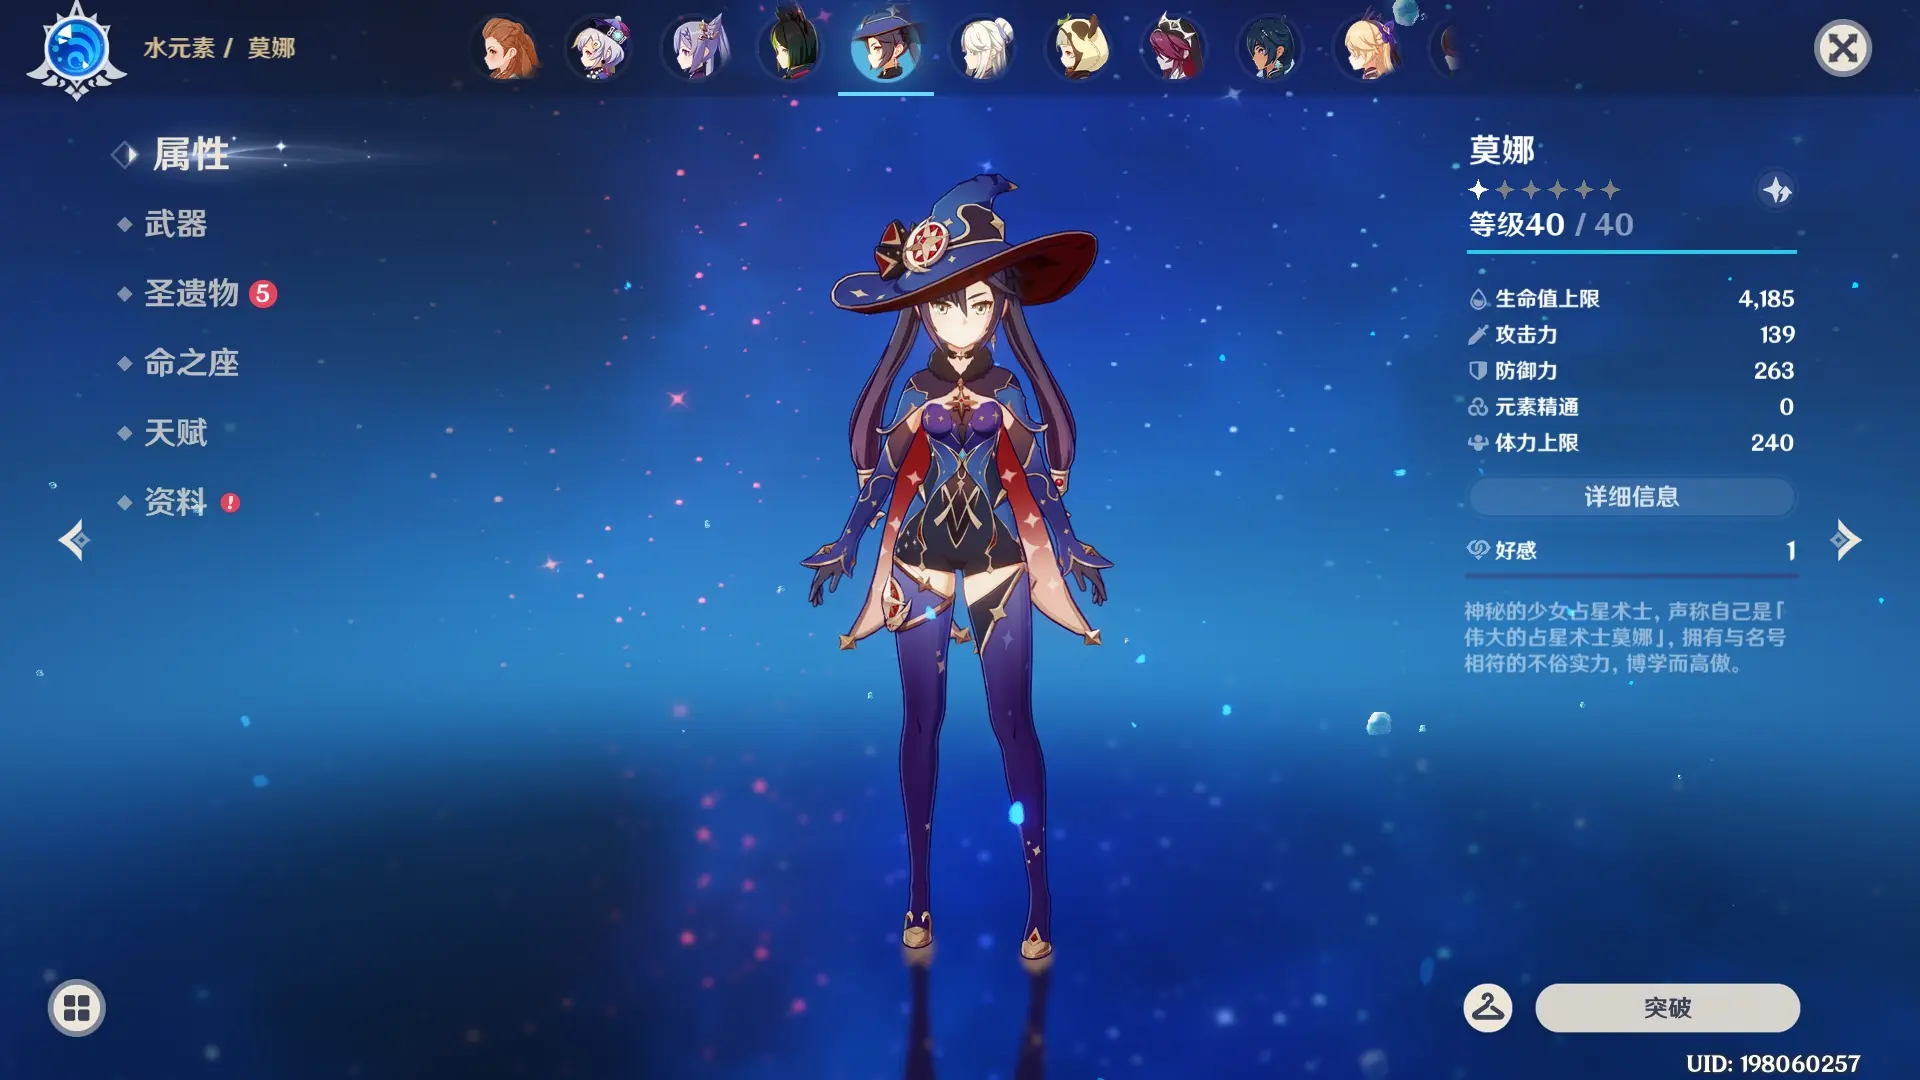 水元素 / 莫娜
属性
武器
圣遗物 5
命之座
天赋
资料 !
莫娜
等级40 / 40
生命值上限 4,185
攻击力 139
防御力 263
元素精通 0
体力上限 240
详细信息
好感 1
神秘的少女占星术士，声称自己是「
伟大的占星术士莫娜」，拥有与名号
相符的不俗实力，博学而高傲。
突破
UID: 198060257